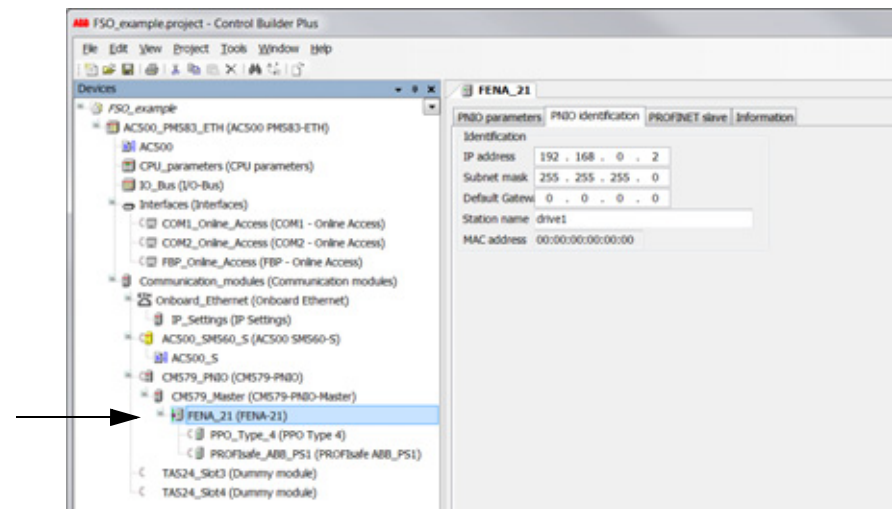 ABB FSO_example.project - Control Builder Plus
File Edit View Project Tools Window Help
Devices
FSO_example
AC500_PM583_ETH (AC500 PM583-ETH)
AC500
CPU_parameters (CPU parameters)
IO_Bus (I/O-Bus)
Interfaces (Interfaces)
COM1_Online_Access (COM1 - Online Access)
COM2_Online_Access (COM2 - Online Access)
FBP_Online_Access (FBP - Online Access)
Communication_modules (Communication modules)
Onboard_Ethernet (Onboard Ethernet)
IP_Settings (IP Settings)
AC500_SM560_S (AC500 SM560-S)
AC500_S
CM579_PNIO (CM579-PNIO)
CM579_Master (CM579-PNIO-Master)
FENA_21 (FENA-21)
PPO_Type_4 (PPO Type 4)
PROFIsafe_ABB_PS1 (PROFIsafe ABB_PS1)
TA524_Slot3 (Dummy module)
TA524_Slot4 (Dummy module)
FENA_21
PNIO parameters PNIO identification PROFINET slave Information
Identification
IP address 192 . 168 . 0 . 2
Subnet mask 255 . 255 . 255 . 0
Default Gatew 0 . 0 . 0 . 0
Station name drive1
MAC address 00:00:00:00:00:00